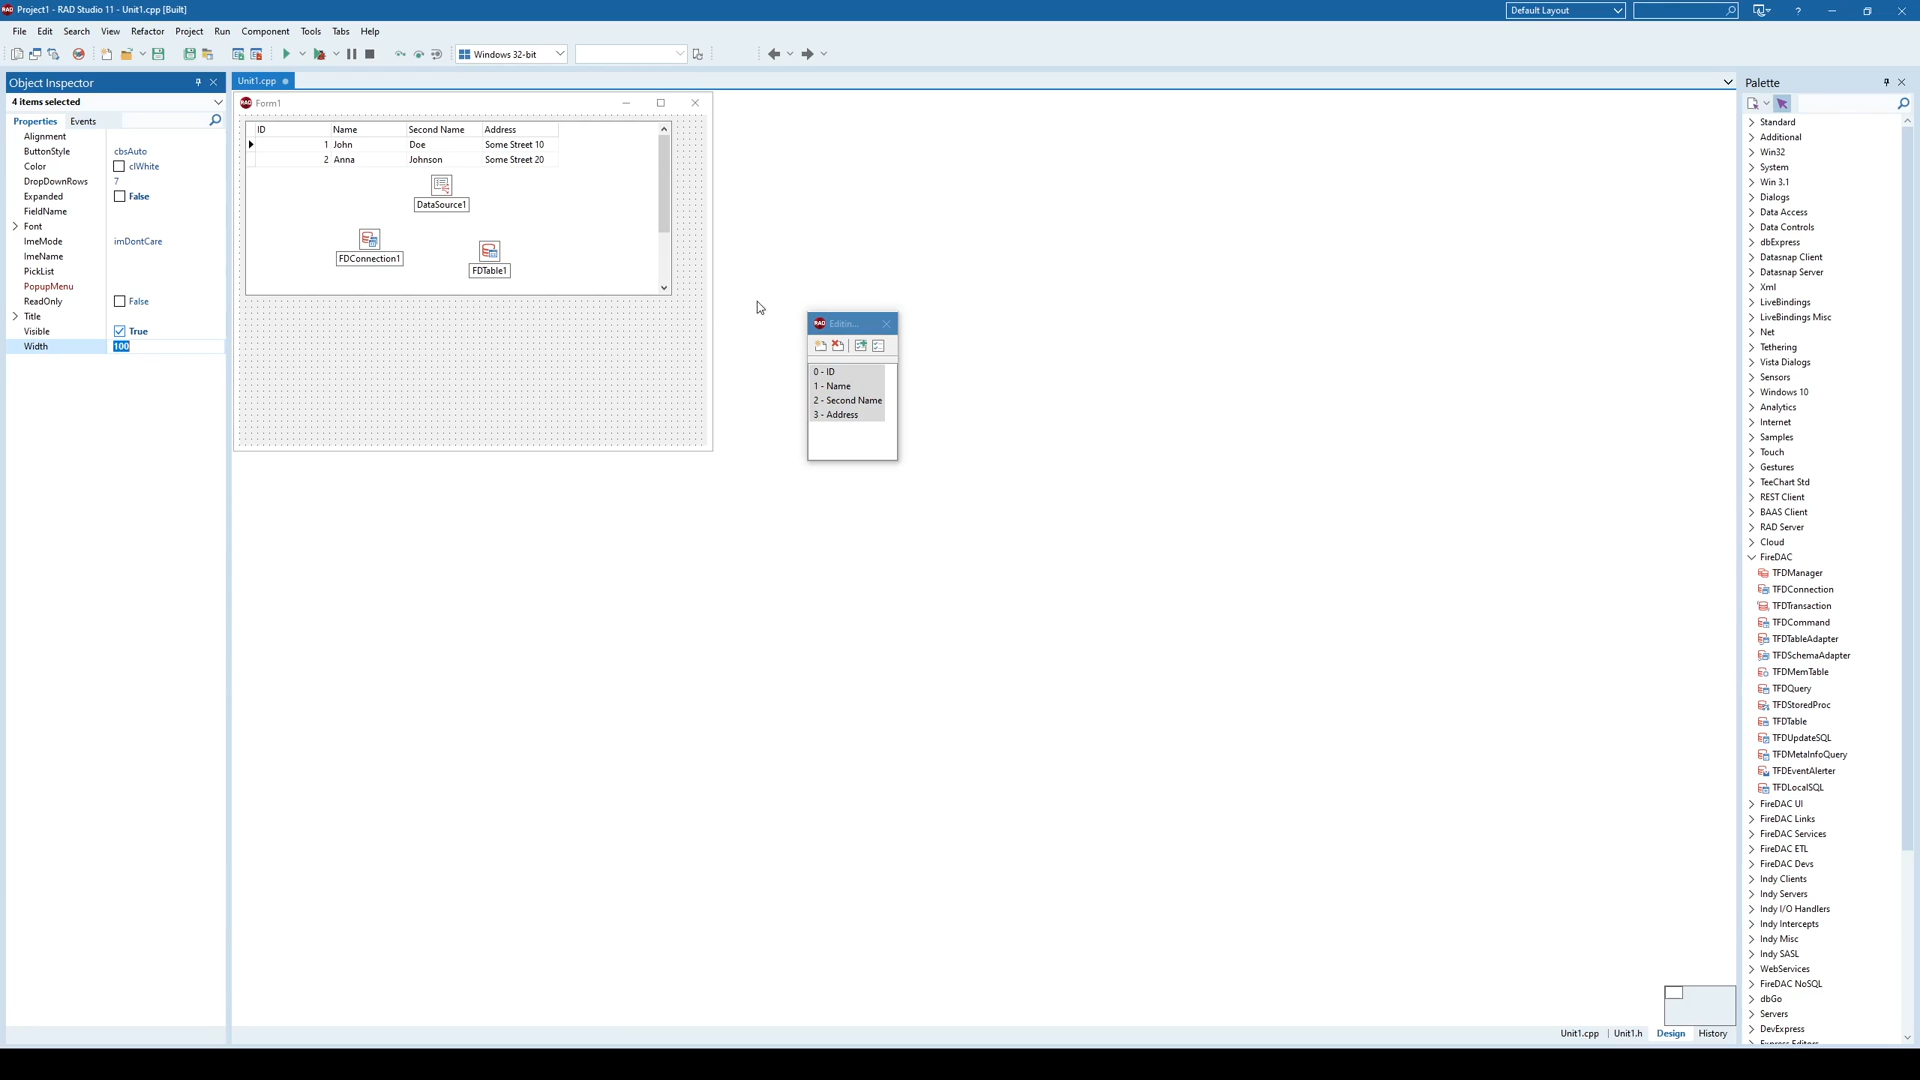 Project1 - RAD Studio 11 - Unit1.cpp [Built]
Default Layout
?
File Edit Search View Refactor Project Run Component Tools Tabs Help
Windows 32-bit
Object Inspector
4 items selected
Properties Events
Alignment
ButtonStyle cbsAuto
Color clWhite
DropDownRows 7
Expanded False
FieldName
Font
ImeMode imDontCare
ImeName
PickList
PopupMenu
ReadOnly False
Title
Visible True
Width 100
Unit1.cpp
RAD Form1
ID Name Second Name Address
1 John Doe Some Street 10
2 Anna Johnson Some Street 20
DataSource1
FDConnection1
FDTable1
RAD Editin...
0 - ID
1 - Name
2 - Second Name
3 - Address
Unit1.cpp Unit1.h Design History
Palette
Standard
Additional
Win32
System
Win 3.1
Dialogs
Data Access
Data Controls
dbExpress
Datasnap Client
Datasnap Server
Xml
LiveBindings
LiveBindings Misc
Net
Tethering
Vista Dialogs
Sensors
Windows 10
Analytics
Internet
Samples
Touch
Gestures
TeeChart Std
REST Client
BAAS Client
RAD Server
Cloud
FireDAC
TFDManager
TFDConnection
TFDTransaction
TFDCommand
TFDTableAdapter
TFDSchemaAdapter
TFDMemTable
TFDQuery
TFDStoredProc
TFDTable
TFDUpdateSQL
TFDMetaInfoQuery
TFDEventAlerter
TFDLocalSQL
FireDAC UI
FireDAC Links
FireDAC Services
FireDAC ETL
FireDAC Devs
Indy Clients
Indy Servers
Indy I/O Handlers
Indy Intercepts
Indy Misc
Indy SASL
WebServices
FireDAC NoSQL
dbGo
Servers
DevExpress